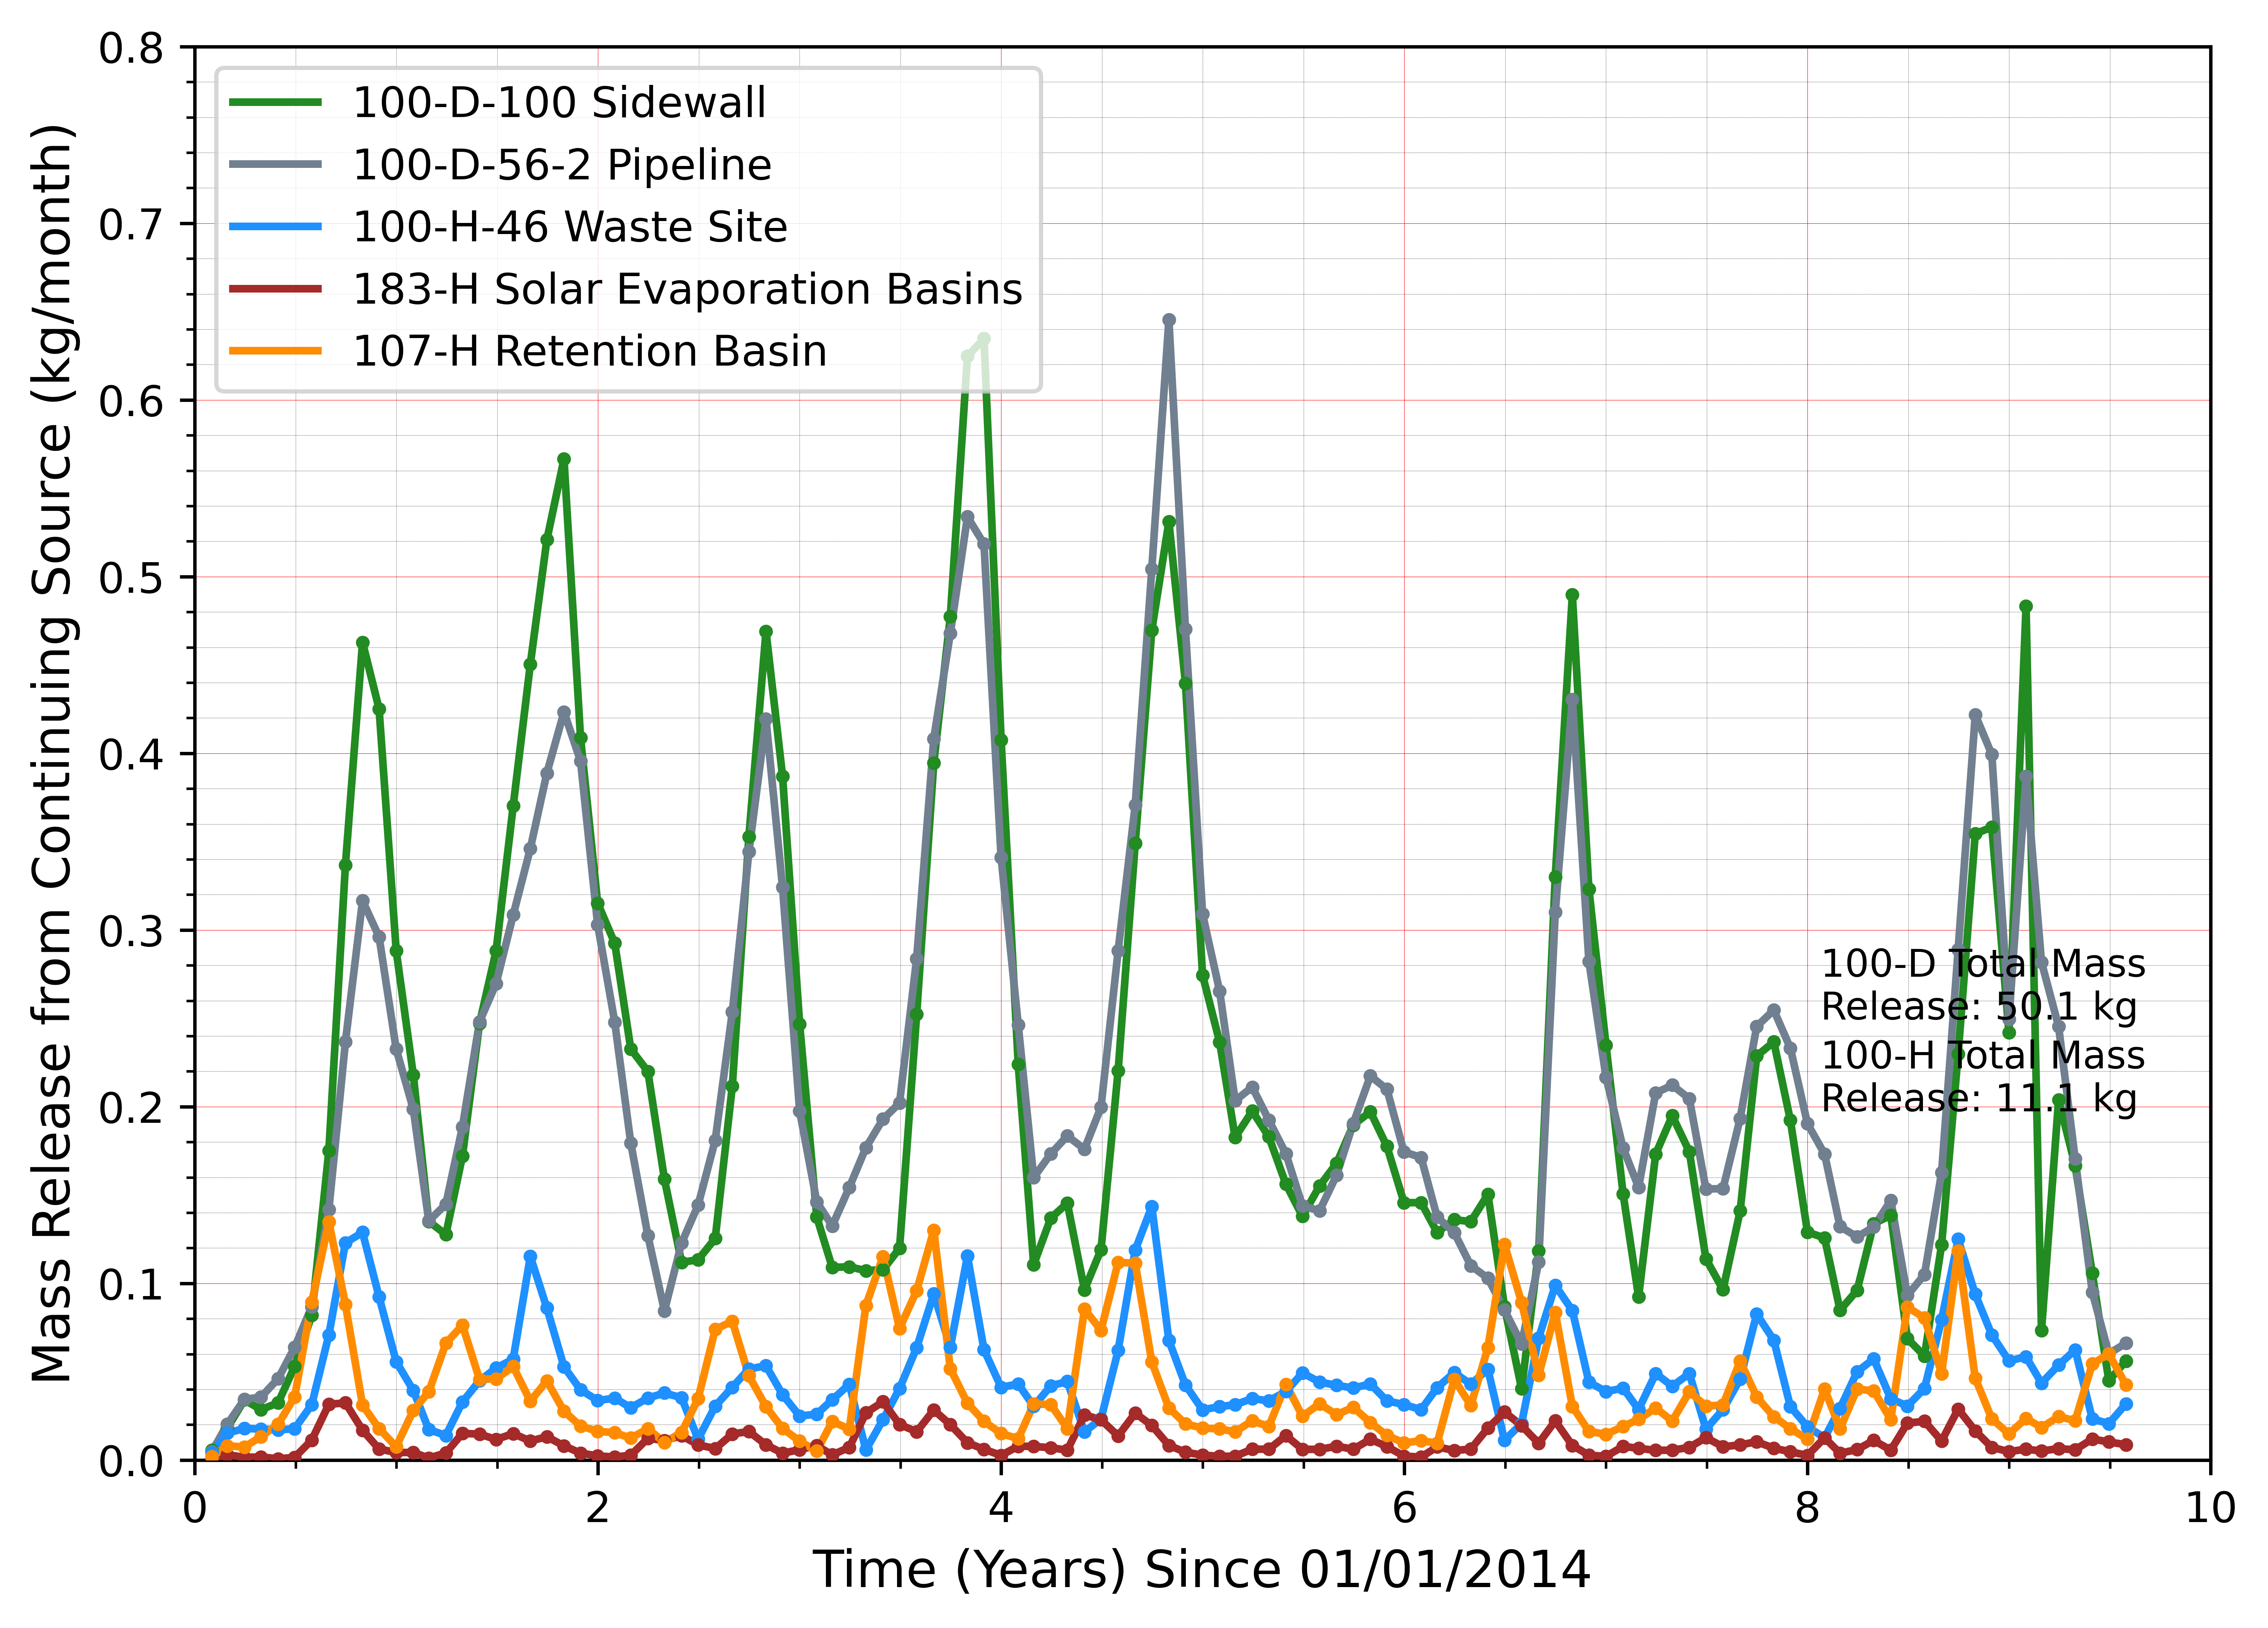 0.8
0.7
0.6
0.5
0.4
0.3
0.2
0.1
0.0
Mass Release from Continuing Source (kg/month)
100-D-100 Sidewall
100-D-56-2 Pipeline
100-H-46 Waste Site
183-H Solar Evaporation Basins
107-H Retention Basin
100-D Total Mass
Release: 50.1 kg
100-H Total Mass
Release: 11.1 kg
0 2 4 6 8 10
Time (Years) Since 01/01/2014